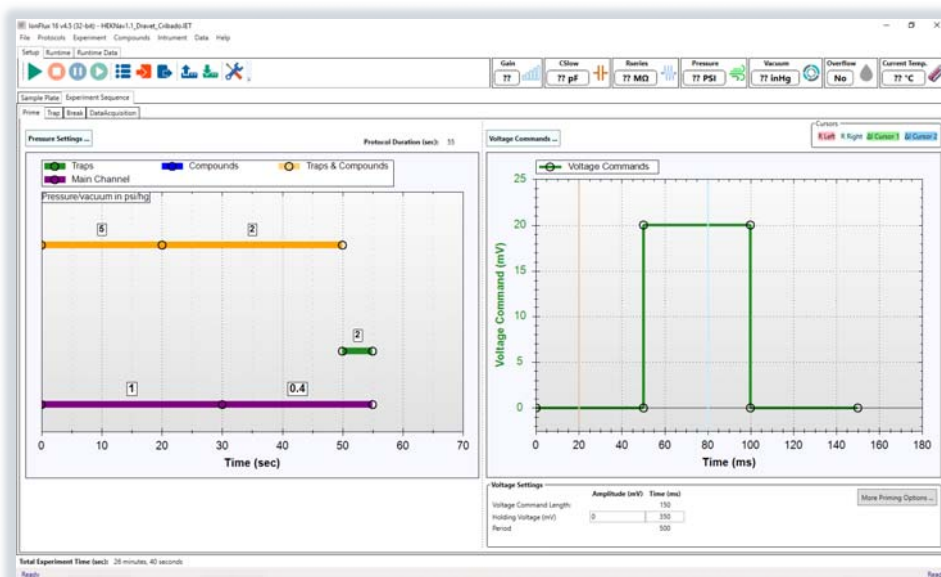 IonFlux 16 v4.5 (32-bit) - HEKNav1.1_Dravet_Cribado.IET
File Protocols Experiment Compounds Intrument Data Help
Setup Runtime Runtime Data
Gain CSlow Rseries Pressure Vacuum Overflow Current Temp.
?? ?? pF ?? MΩ ?? PSI ?? inHg No ?? °C
Sample Plate Experiment Sequence
Prime Trap Break DataAcquisition
Pressure Settings ... Protocol Duration (sec): 55
Traps Compounds Traps & Compounds
Main Channel
Pressure/vacuum in psi/hg
5 2
2
1 0.4
0 10 20 30 40 50 60 70
Time (sec)
Voltage Commands ...
Cursors
R Left R Right ΔI Cursor 1 ΔI Cursor 2
Voltage Commands
25
20
15
10
5
0
Voltage Command (mV)
0 20 40 60 80 100 120 140 160 180
Time (ms)
Voltage Settings
Amplitude (mV) Time (ms)
Voltage Command Length: 150
Holding Voltage (mV) 0 350
Period 500
More Priming Options ...
Total Experiment Time (sec): 26 minutes, 40 seconds
Ready